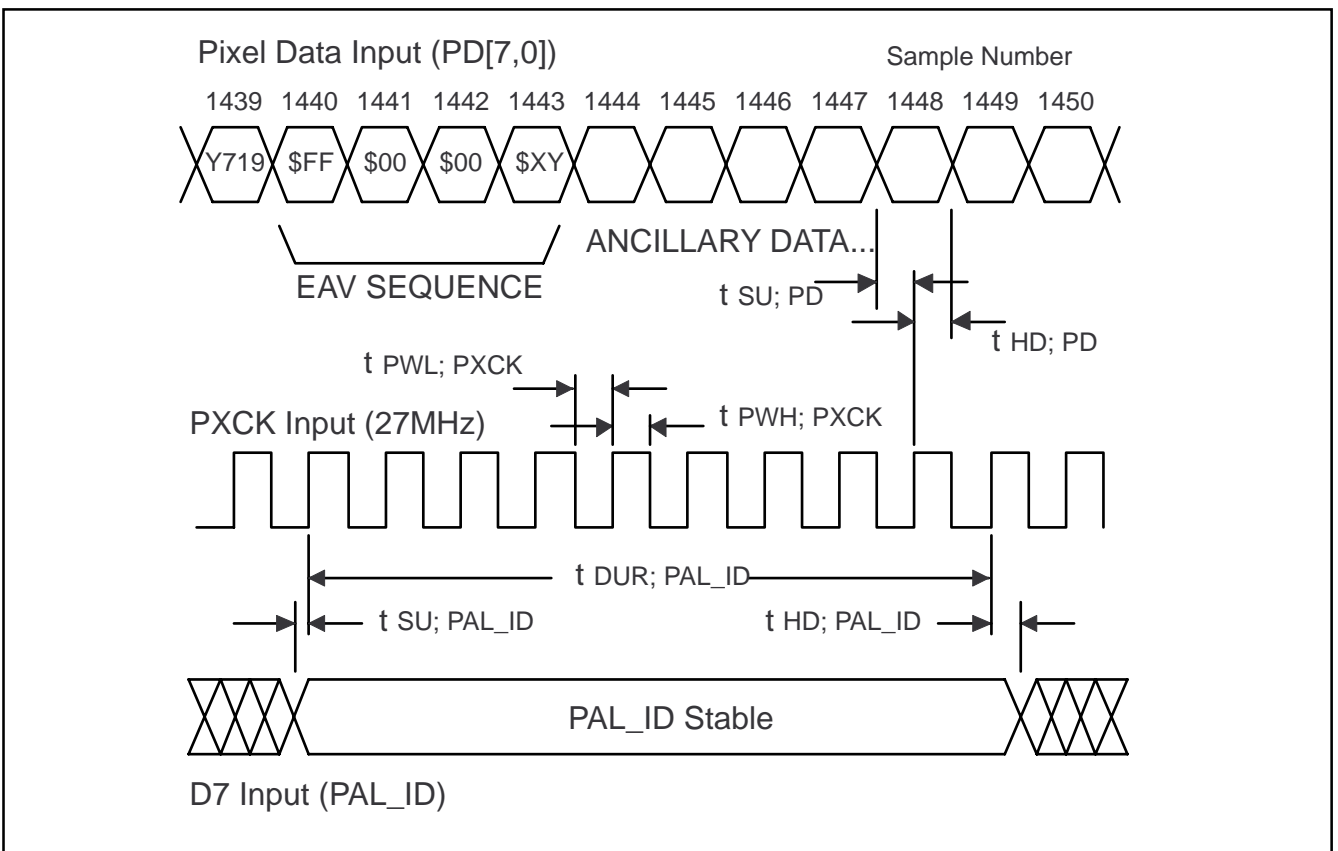 Pixel Data Input (PD[7,0])
Sample Number
1439 1440 1441 1442 1443 1444 1445 1446 1447 1448 1449 1450
Y719 $FF $00 $00 $XY
ANCILLARY DATA...
EAV SEQUENCE
t SU; PD
t HD; PD
t PWL; PXCK
t PWH; PXCK
PXCK Input (27MHz)
t DUR; PAL_ID
t SU; PAL_ID
t HD; PAL_ID
PAL_ID Stable
D7 Input (PAL_ID)